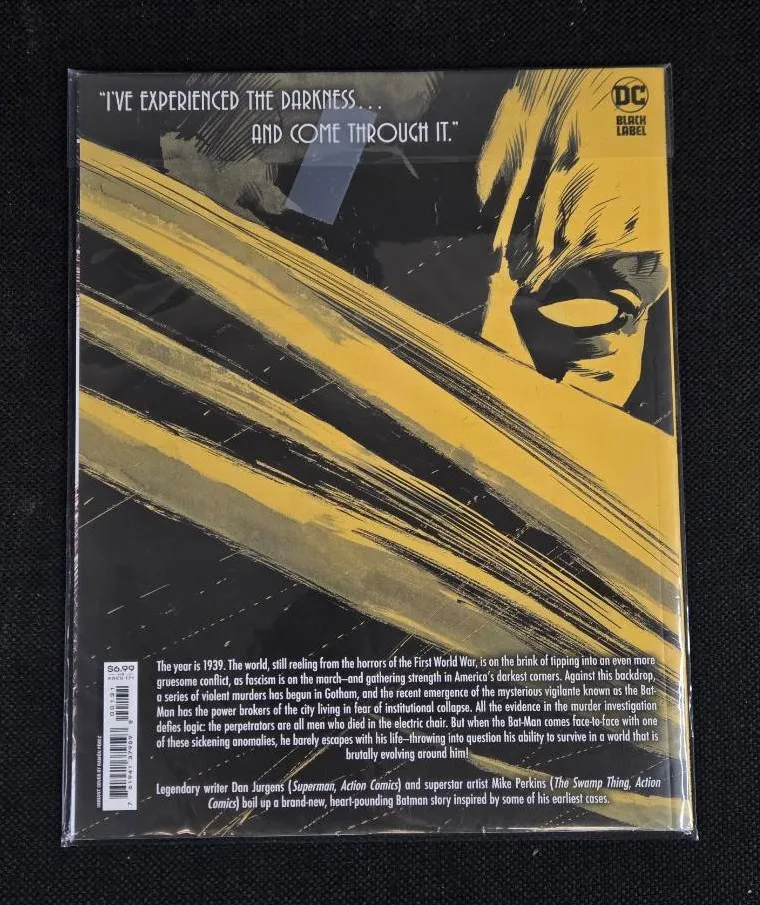 "I'VE EXPERIENCED THE DARKNESS...
AND COME THROUGH IT."
DC
BLACK
LABEL
$6.99
The year is 1939. The world, still reeling from the horrors of the First World War, is on the brink of tipping into an even more
gruesome conflict, as fascism is on the march—and gathering strength in America's darkest corners. Against this backdrop,
a series of violent murders has begun in Gotham, and the recent emergence of the mysterious vigilante known as the Bat-
Man has the power brokers of the city living in fear of institutional collapse. All the evidence in the murder investigation
defies logic: the perpetrators are all men who died in the electric chair. But when the Bat-Man comes face-to-face with one
of these sickening anomalies, he barely escapes with his life—throwing into question his ability to survive in a world that is
brutally evolving around him!
Legendary writer Dan Jurgens (Superman, Action Comics) and superstar artist Mike Perkins (The Swamp Thing, Action
Comics) boil up a brand-new, heart-pounding Batman story inspired by some of his earliest cases.
00131
VARIANT COVER BY RAMÓN PÉREZ